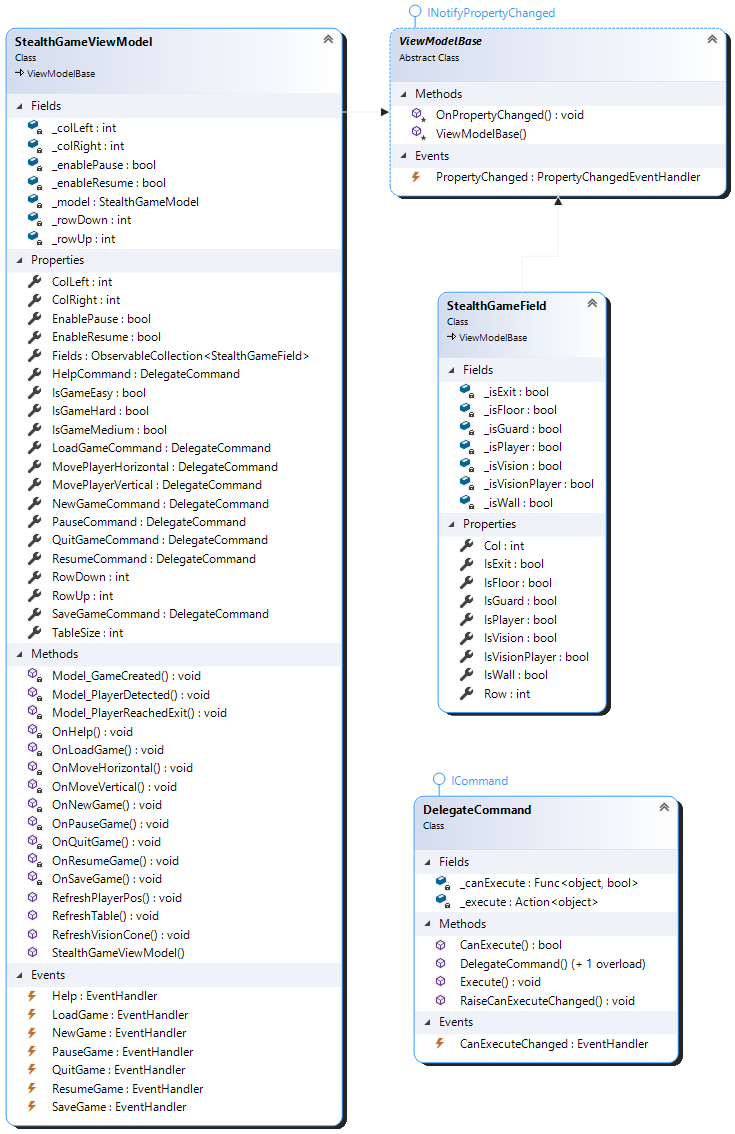 StealthGameViewModel
Class
ViewModelBase
Fields
_colLeft : int
_colRight : int
_enablePause : bool
_enableResume : bool
_model : StealthGameModel
_rowDown : int
_rowUp : int
Properties
ColLeft : int
ColRight : int
EnablePause : bool
EnableResume : bool
Fields : ObservableCollection<StealthGameField>
HelpCommand : DelegateCommand
IsGameEasy : bool
IsGameHard : bool
IsGameMedium : bool
LoadGameCommand : DelegateCommand
MovePlayerHorizontal : DelegateCommand
MovePlayerVertical : DelegateCommand
NewGameCommand : DelegateCommand
PauseCommand : DelegateCommand
QuitGameCommand : DelegateCommand
ResumeCommand : DelegateCommand
RowDown : int
RowUp : int
SaveGameCommand : DelegateCommand
TableSize : int
Methods
Model_GameCreated() : void
Model_PlayerDetected() : void
Model_PlayerReachedExit() : void
OnHelp() : void
OnLoadGame() : void
OnMoveHorizontal() : void
OnMoveVertical() : void
OnNewGame() : void
OnPauseGame() : void
OnQuitGame() : void
OnResumeGame() : void
OnSaveGame() : void
RefreshPlayerPos() : void
RefreshTable() : void
RefreshVisionCone() : void
StealthGameViewModel()
Events
Help : EventHandler
LoadGame : EventHandler
NewGame : EventHandler
PauseGame : EventHandler
QuitGame : EventHandler
ResumeGame : EventHandler
SaveGame : EventHandler
INotifyPropertyChanged
ViewModelBase
Abstract Class
Methods
OnPropertyChanged() : void
ViewModelBase()
Events
PropertyChanged : PropertyChangedEventHandler
StealthGameField
Class
ViewModelBase
Fields
_isExit : bool
_isFloor : bool
_isGuard : bool
_isPlayer : bool
_isVision : bool
_isVisionPlayer : bool
_isWall : bool
Properties
Col : int
IsExit : bool
IsFloor : bool
IsGuard : bool
IsPlayer : bool
IsVision : bool
IsVisionPlayer : bool
IsWall : bool
Row : int
ICommand
DelegateCommand
Class
Fields
_canExecute : Func<object, bool>
_execute : Action<object>
Methods
CanExecute() : bool
DelegateCommand() (+ 1 overload)
Execute() : void
RaiseCanExecuteChanged() : void
Events
CanExecuteChanged : EventHandler